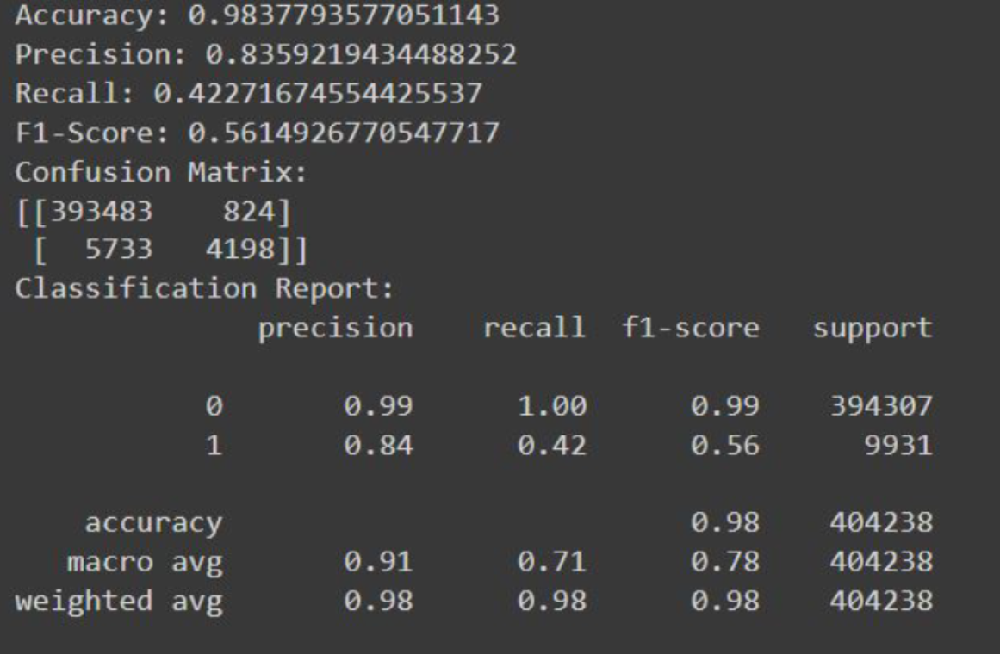 Accuracy: 0.9837793577051143
Precision: 0.8359219434488252
Recall: 0.42271674554425537
F1-Score: 0.5614926770547717
Confusion Matrix:
[[393483    824]
 [  5733   4198]]
Classification Report:
              precision    recall  f1-score   support

           0       0.99      1.00      0.99    394307
           1       0.84      0.42      0.56      9931

    accuracy                           0.98    404238
   macro avg       0.91      0.71      0.78    404238
weighted avg       0.98      0.98      0.98    404238